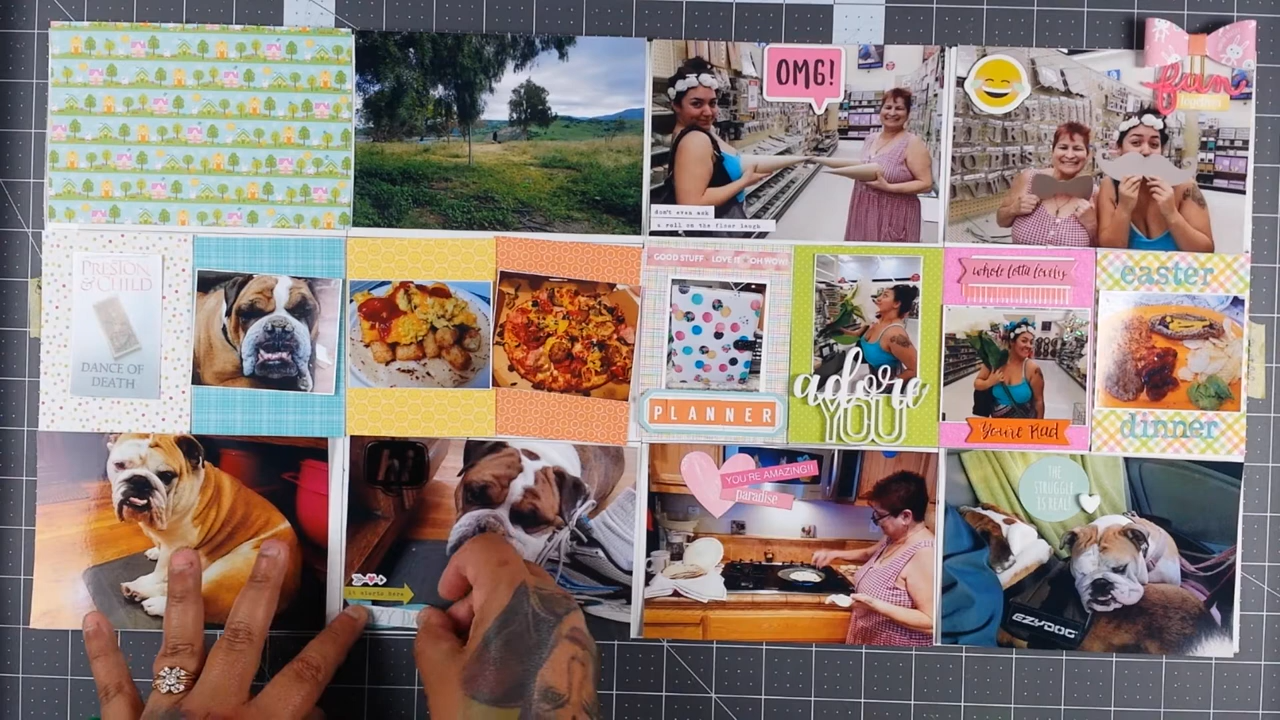 OMG!
fun
together
don't even ask
a roll on the floor laugh
PRESTON
& CHILD
DANCE OF
DEATH
GOOD STUFF LOVE IT OH WOW!
PLANNER
adore
YOU
whole lotta lovely
You're Rad
easter
dinner
hi
it starts here
YOU'RE AMAZING!!
paradise
THE
STRUGGLE
IS REAL!
EZYDOG